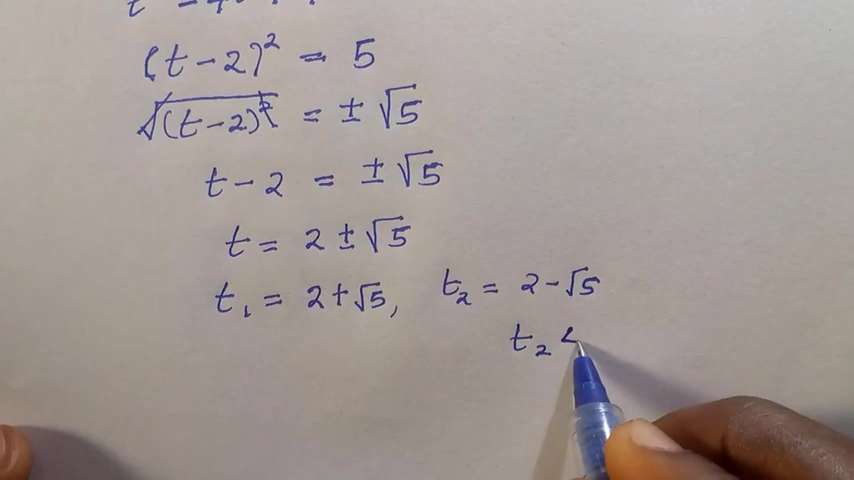 (t-2)² = 5
√(t-2)² = ± √5
t-2 = ± √5
t = 2 ± √5
t₁ = 2+√5, t₂ = 2-√5
t₂ <